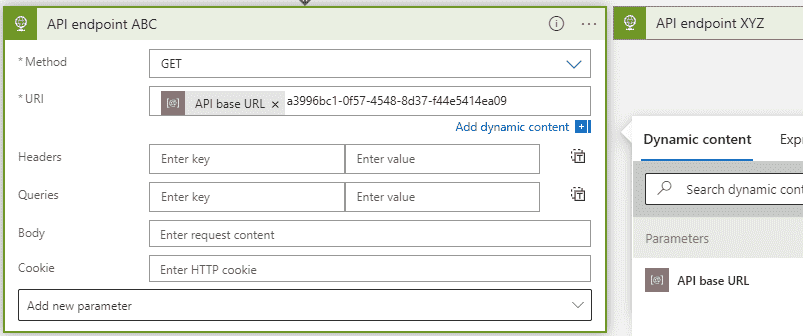 API endpoint ABC
* Method
GET
* URI
API base URL × a3996bc1-0f57-4548-8d37-f44e5414ea09
Add dynamic content
Headers
Enter key
Enter value
Queries
Enter key
Enter value
Body
Enter request content
Cookie
Enter HTTP cookie
Add new parameter
API endpoint XYZ
Dynamic content
Expr
Search dynamic cont
Parameters
API base URL